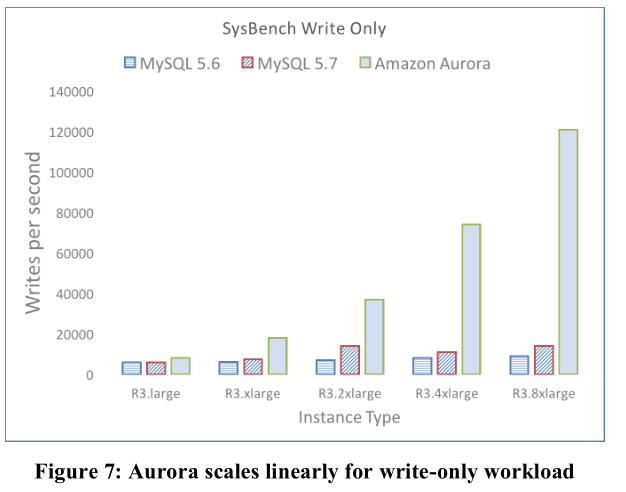 SysBench Write Only
MySQL 5.6 MySQL 5.7 Amazon Aurora
140000
120000
100000
80000
60000
40000
20000
0
Writes per second
R3.large R3.xlarge R3.2xlarge R3.4xlarge R3.8xlarge
Instance Type
Figure 7: Aurora scales linearly for write-only workload